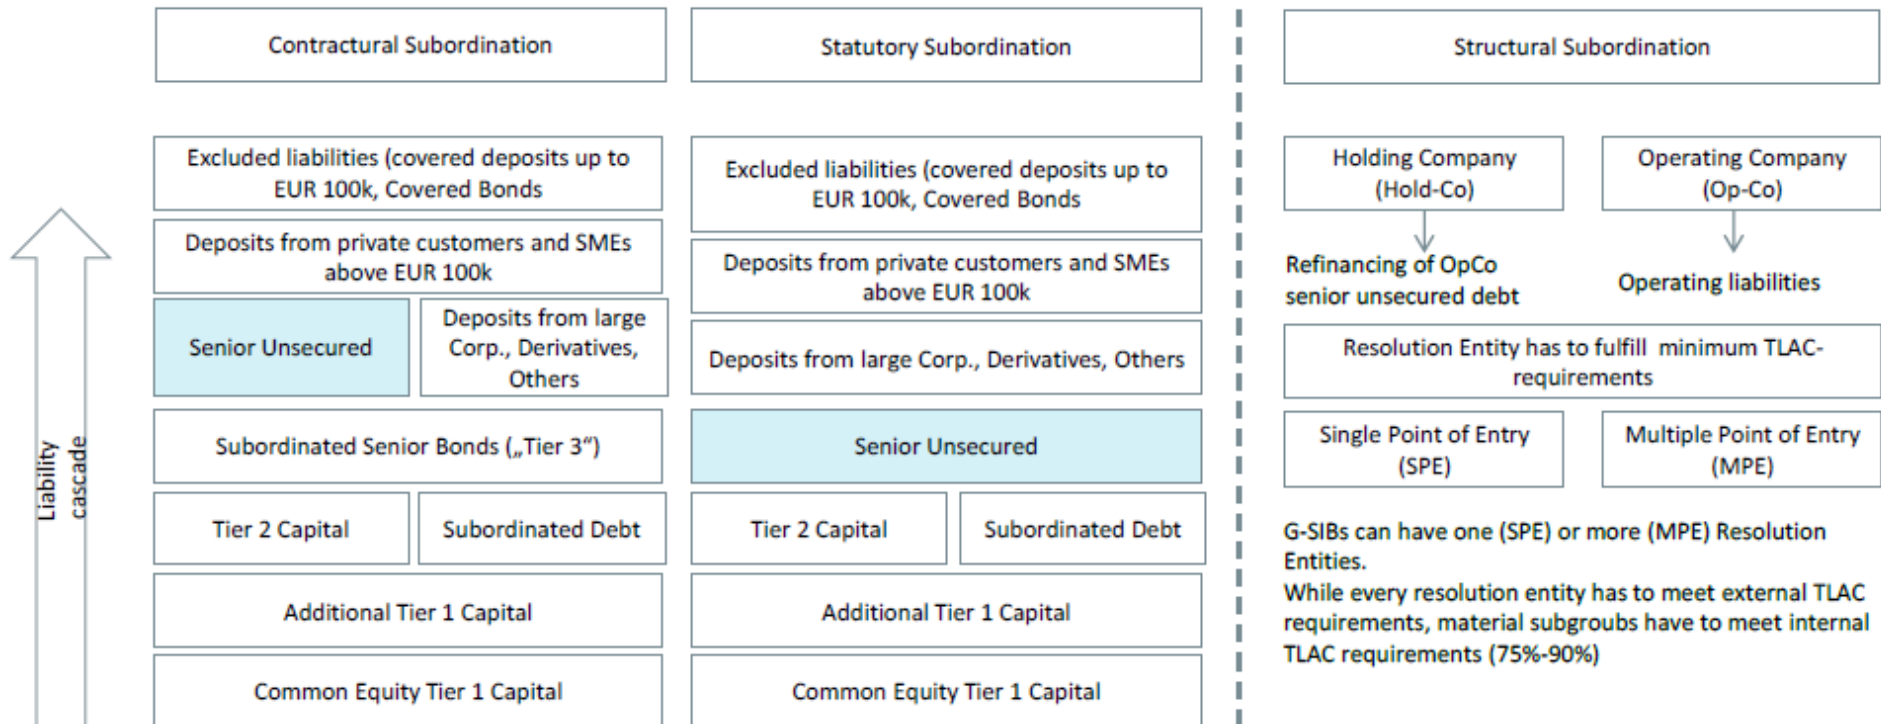 Contractural Subordination
Statutory Subordination
Structural Subordination
Liability
cascade
Excluded liabilities (covered deposits up to
EUR 100k, Covered Bonds
Deposits from private customers and SMEs
above EUR 100k
Senior Unsecured
Deposits from large
Corp., Derivatives,
Others
Subordinated Senior Bonds („Tier 3“)
Tier 2 Capital
Subordinated Debt
Additional Tier 1 Capital
Common Equity Tier 1 Capital
Excluded liabilities (covered deposits up to
EUR 100k, Covered Bonds
Deposits from private customers and SMEs
above EUR 100k
Deposits from large Corp., Derivatives, Others
Senior Unsecured
Tier 2 Capital
Subordinated Debt
Additional Tier 1 Capital
Common Equity Tier 1 Capital
Holding Company
(Hold-Co)
Operating Company
(Op-Co)
Refinancing of OpCo
senior unsecured debt
Operating liabilities
Resolution Entity has to fulfill minimum TLAC-
requirements
Single Point of Entry
(SPE)
Multiple Point of Entry
(MPE)
G-SIBs can have one (SPE) or more (MPE) Resolution
Entities.
While every resolution entity has to meet external TLAC
requirements, material subgroubs have to meet internal
TLAC requirements (75%-90%)